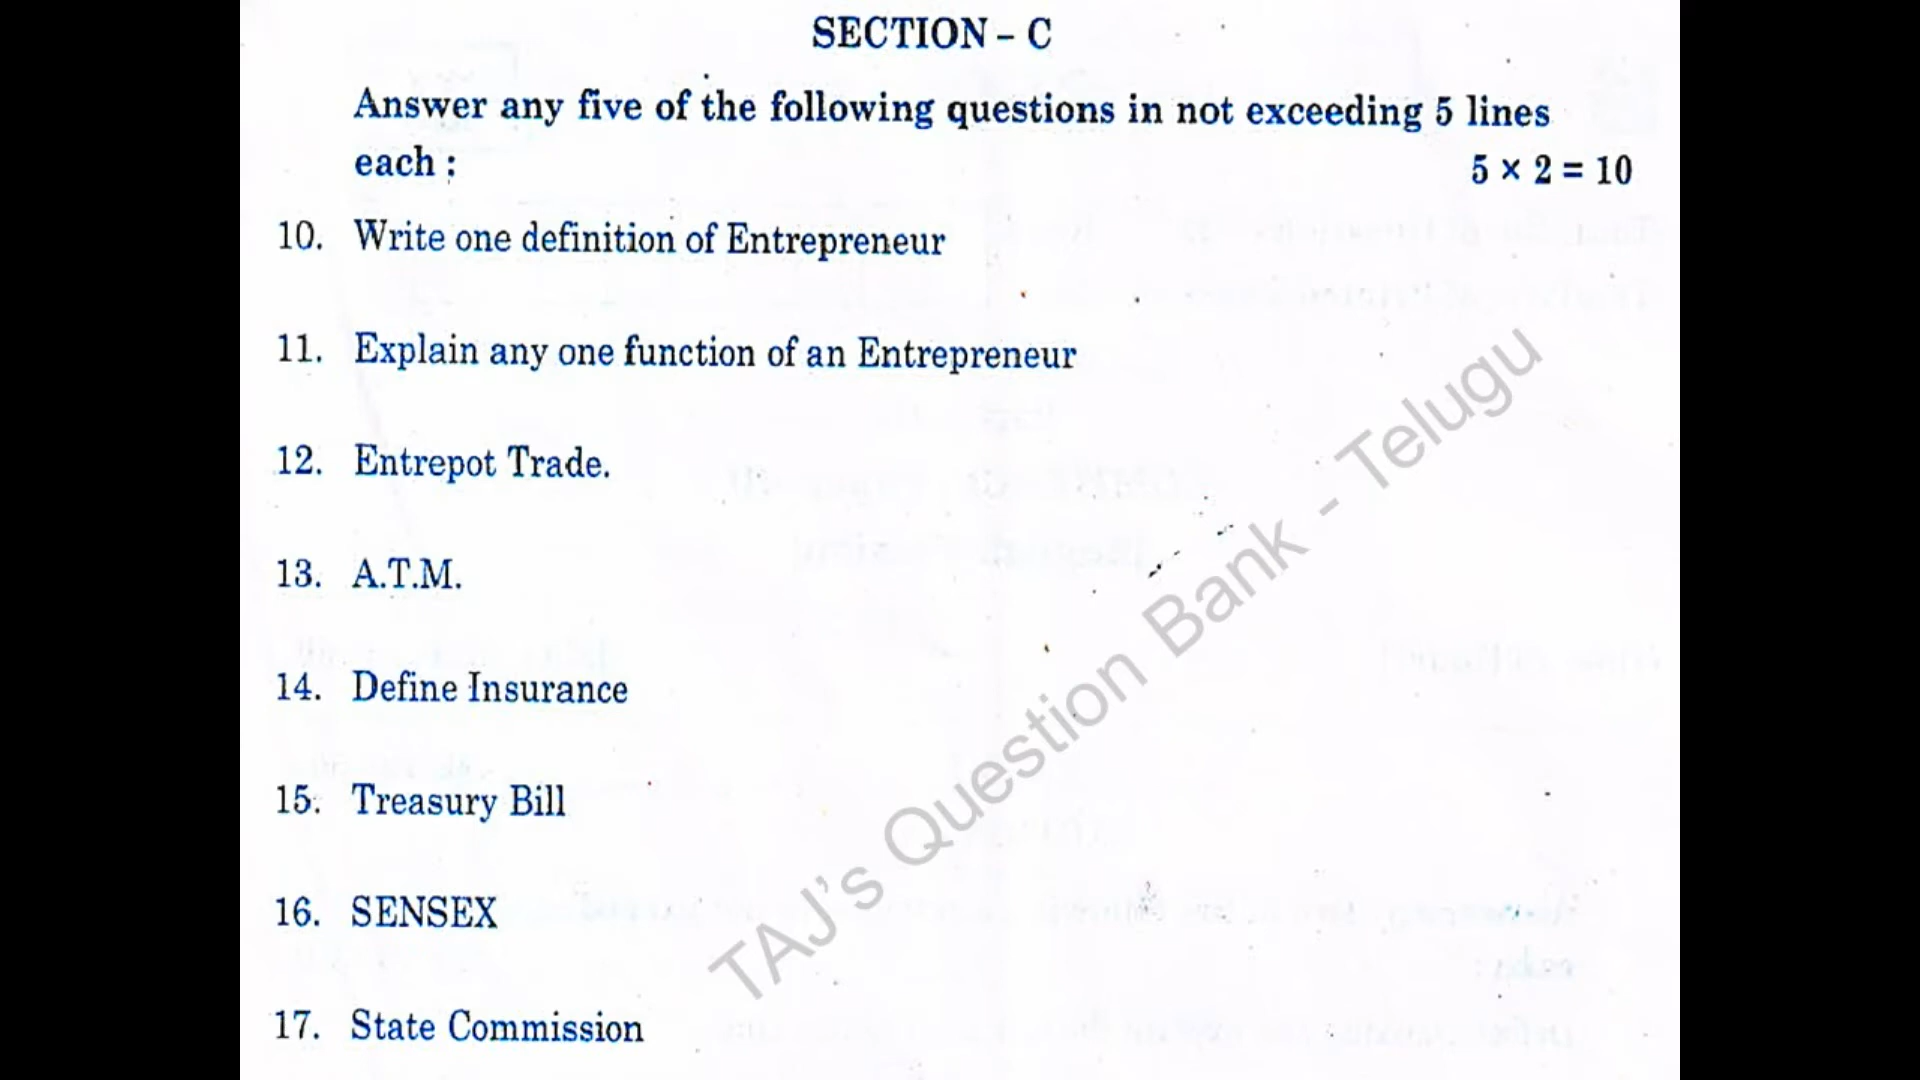 SECTION – C
Answer any five of the following questions in not exceeding 5 lines
each : 5 × 2 = 10
10. Write one definition of Entrepreneur
11. Explain any one function of an Entrepreneur
12. Entrepot Trade.
13. A.T.M.
14. Define Insurance
15. Treasury Bill
16. SENSEX
17. State Commission
TAJ's Question Bank - Telugu